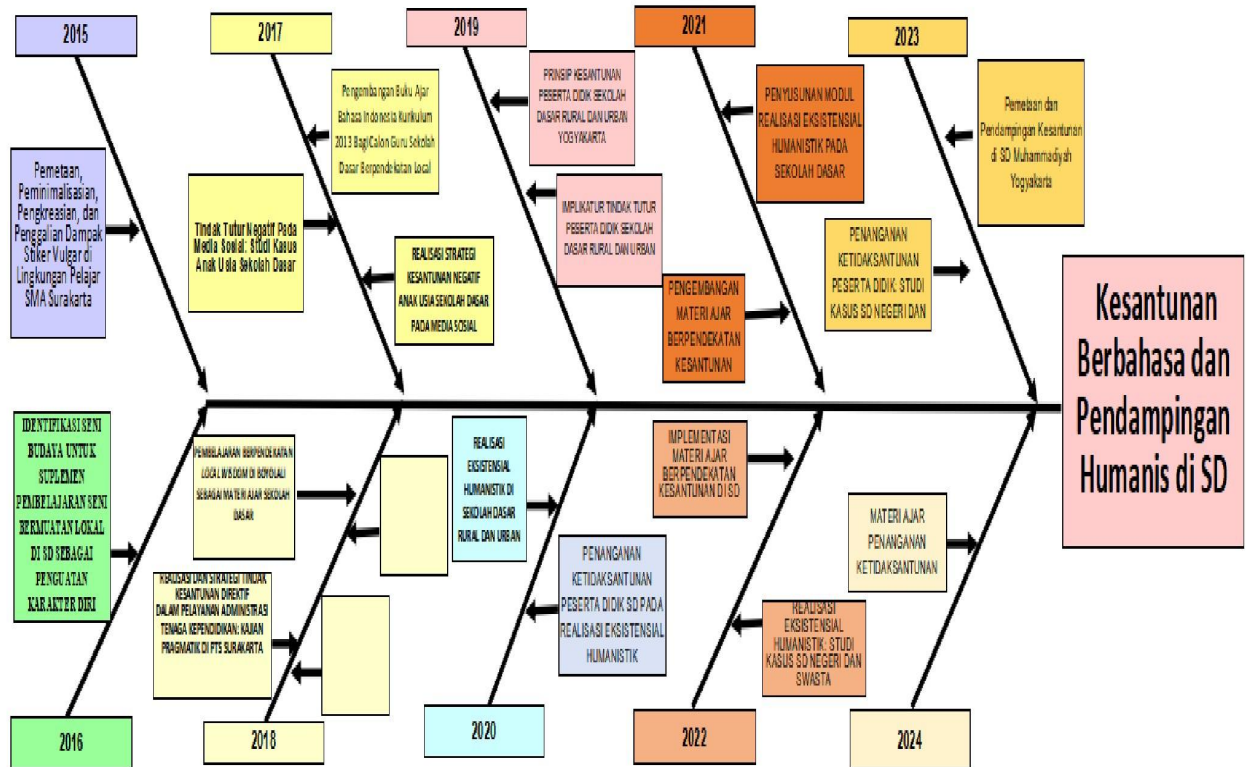 2015
2017
2019
2021
2023
Pemetaan,
Peminimalisasian,
Pengkreasian, dan
Penggalian Dampak
Stiker Vulgar di
Lingkungan Pelajar
SMA Surakarta
Pengembangan Buku Ajar
Bahasa Indonesia Kurikulum
2013 Bagi Calon Guru Sekolah
Dasar Berpendekatan Local
Tindak Tutur Negatif Pada
Media Sosial: Studi Kasus
Anak Usia Sekolah Dasar
REALISASI STRATEGI
KESANTUNAN NEGATIF
ANAK USIA SEKOLAH DASAR
PADA MEDIA SOSIAL
PRINSIP KESANTUNAN
PESERTA DIDIK SEKOLAH
DASAR RURAL DAN URBAN
YOGYAKARTA
IMPLIKATUR TINDAK TUTUR
PESERTA DIDIK SEKOLAH
DASAR RURAL DAN URBAN
PENYUSUNAN MODUL
REALISASI EKSISTENSIAL
HUMANISTIK PADA
SEKOLAH DASAR
PENGEMBANGAN
MATERI AJAR
BERPENDEKATAN
KESANTUNAN
Pemetaan dan
Pendampingan Kesantunan
di SD Muhammadiyah
Yogyakarta
PENANGANAN
KETIDAKSANTUNAN
PESERTA DIDIK: STUDI
KASUS SD NEGERI DAN
Kesantunan
Berbahasa dan
Pendampingan
Humanis di SD
IDENTIFIKASI SENI
BUDAYA UNTUK
SUPLEMEN
PEMBELAJARAN SENI
BERMUATAN LOKAL
DI SD SEBAGAI
PENGUATAN
KARAKTER DIRI
PEMBELAJARAN BERPENDEKATAN
LOCAL WISDOM DI BOYOLALI
SEBAGAI MATERI AJAR SEKOLAH
DASAR
REALISASI DAN STRATEGI TINDAK
KESANTUNAN DIREKTIF
DALAM PELAYANAN ADMINISTRASI
TENAGA KEPENDIDIKAN: KAJIAN
PRAGMATIK DI PTS SURAKARTA
REALISASI
EKSISTENSIAL
HUMANISTIK DI
SEKOLAH DASAR
RURAL DAN URBAN
PENANGANAN
KETIDAKSANTUNAN
PESERTA DIDIK SD PADA
REALISASI EKSISTENSIAL
HUMANISTIK
IMPLEMENTASI
MATERI AJAR
BERPENDEKATAN
KESANTUNAN DI SD
REALISASI
EKSISTENSIAL
HUMANISTIK: STUDI
KASUS SD NEGERI DAN
SWASTA
MATERI AJAR
PENANGANAN
KETIDAKSANTUNAN
2016
2018
2020
2022
2024